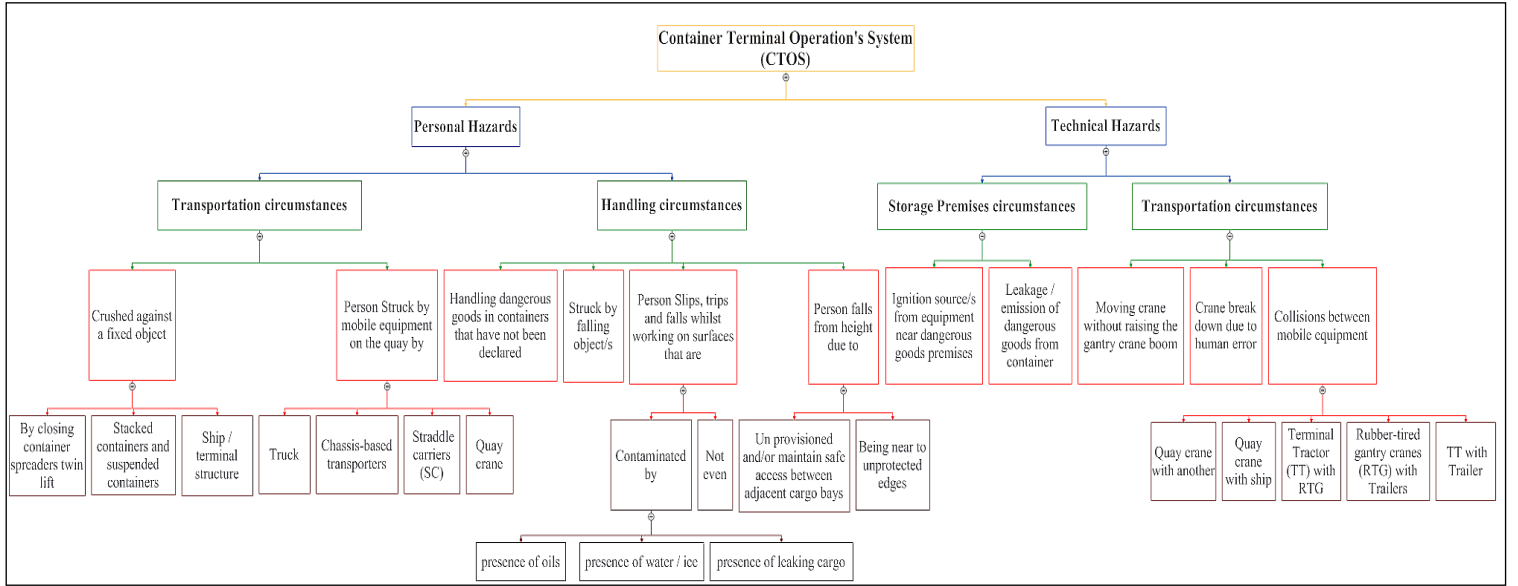 Container Terminal Operation's System
(CTOS)
Personal Hazards
Technical Hazards
Transportation circumstances
Handling circumstances
Storage Premises circumstances
Transportation circumstances
Crushed against
a fixed object
Person Struck by
mobile equipment
on the quay by
Handling dangerous
goods in containers
that have not been
declared
Struck by
falling
object/s
Person Slips, trips
and falls whilst
working on surfaces
that are
Person falls
from height
due to
Ignition source/s
from equipment
near dangerous
goods premises
Leakage /
emission of
dangerous
goods from
container
Moving crane
without raising the
gantry crane boom
Crane break
down due to
human error
Collisions between
mobile equipment
By closing
container
spreaders twin
lift
Stacked
containers and
suspended
containers
Ship /
terminal
structure
Truck
Chassis-based
transporters
Straddle
carriers
(SC)
Quay
crane
Contaminated
by
Not
even
Un provisioned
and/or maintain safe
access between
adjacent cargo bays
Being near to
unprotected
edges
Quay crane
with another
Quay
crane
with ship
Terminal
Tractor
(TT) with
RTG
Rubber-tired
gantry cranes
(RTG) with
Trailers
TT with
Trailer
presence of oils
presence of water / ice
presence of leaking cargo